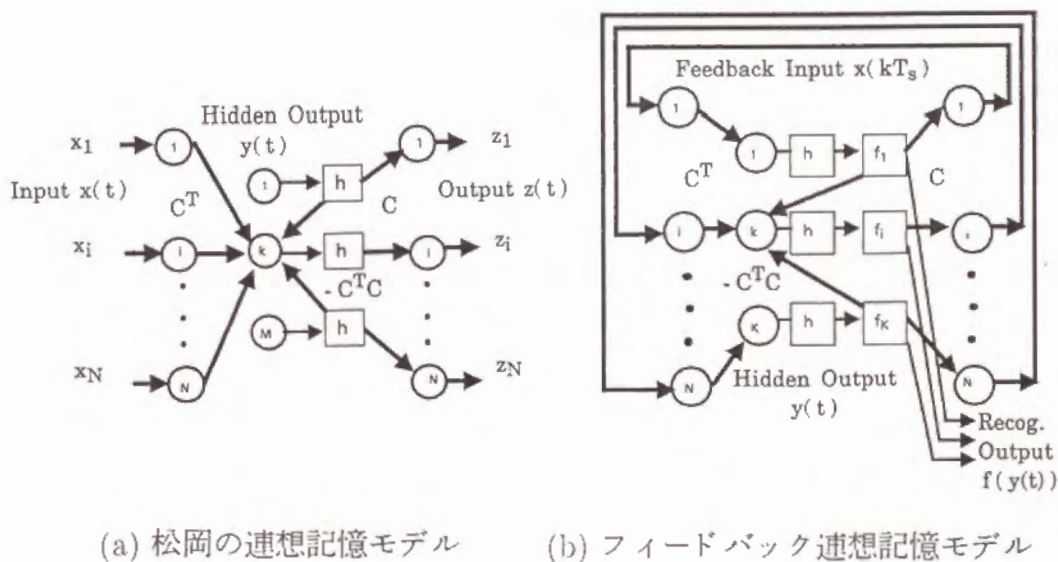 Hidden Output
y(t)
x1
1
1
z1
Input x(t)
C^T
1
h
C
Output z(t)
xi
i
k
h
i
zi
- C^T C
M
h
xN
N
N
zN
(a) 松岡の連想記憶モデル
Feedback Input x(kTs)
1
1
1
h
f1
C^T
C
i
k
h
fi
- C^T C
K
h
fK
N
N
Hidden Output
y(t)
Recog.
Output
f(y(t))
(b) フィードバック連想記憶モデル